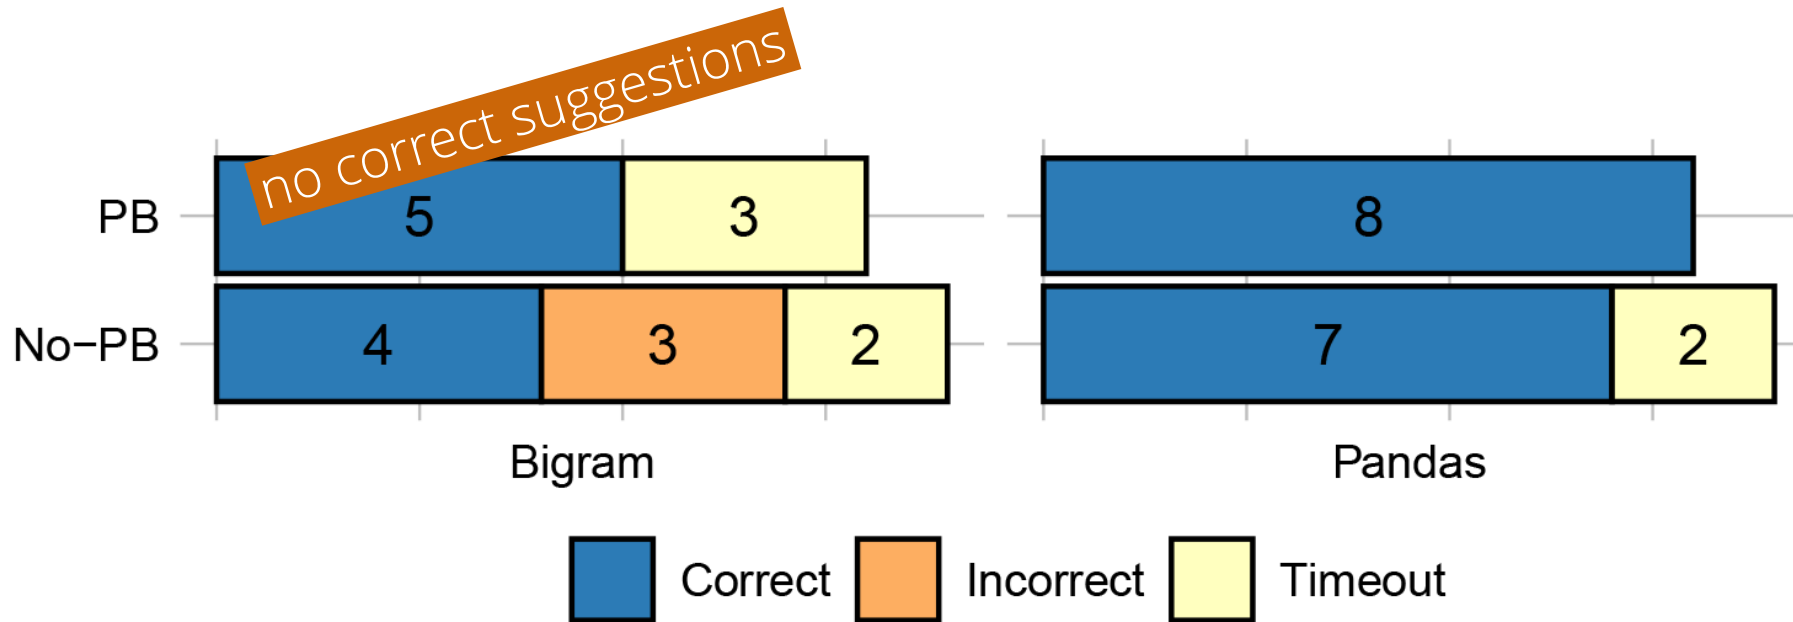 no correct suggestions
PB 5 3 8
No-PB 4 3 2 7 2
Bigram Pandas
Correct Incorrect Timeout